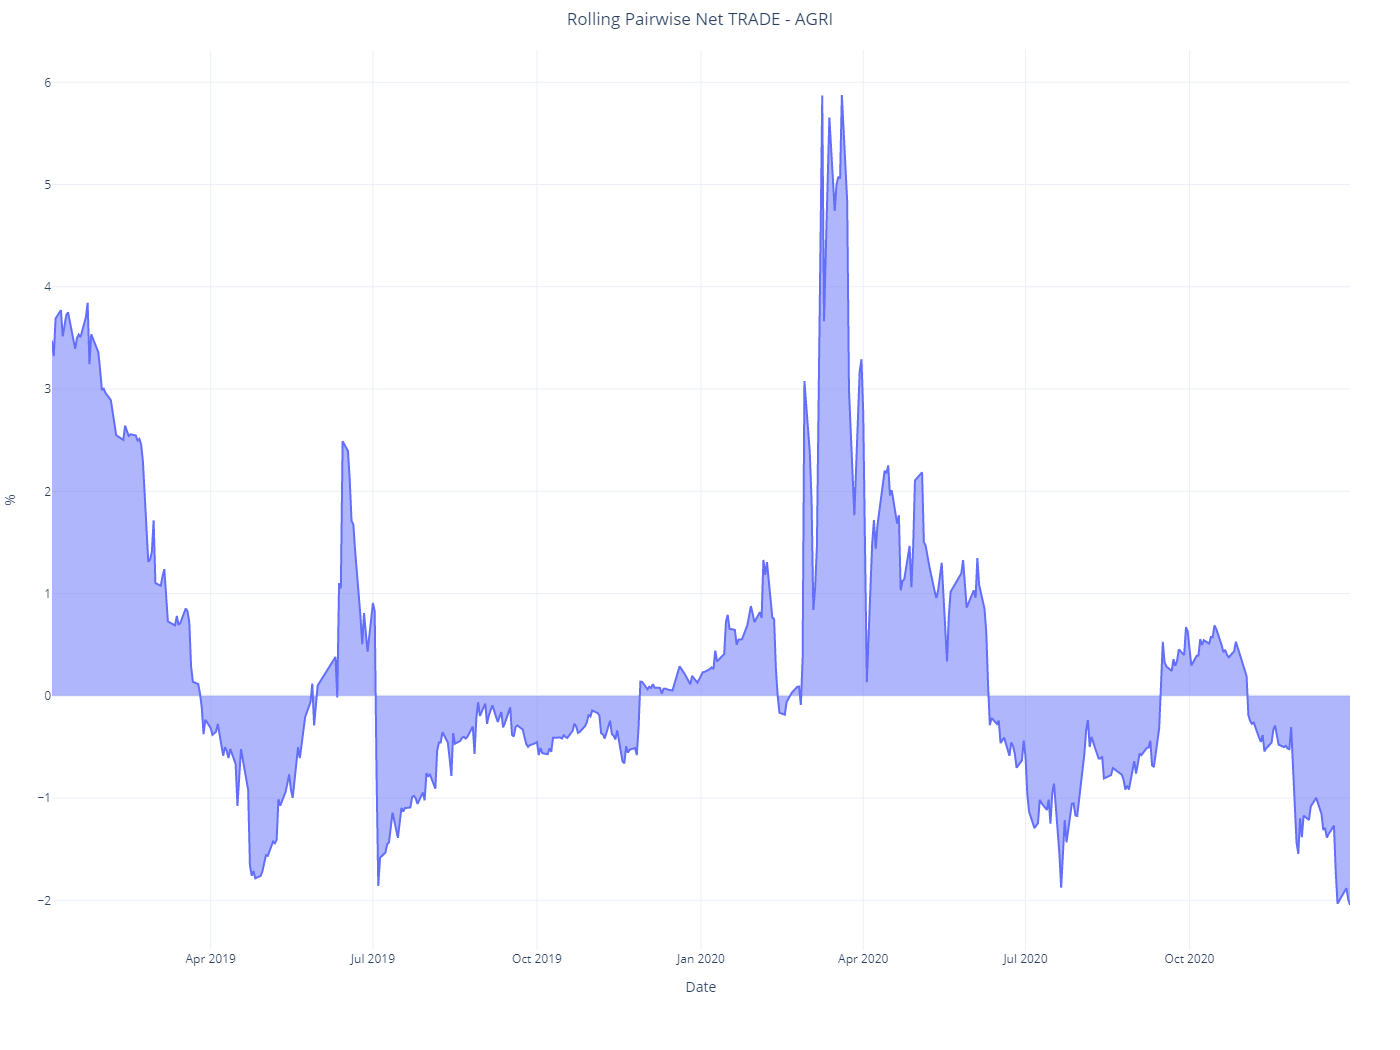 Rolling Pairwise Net TRADE - AGRI
6
5
4
3
2
1
0
−1
−2
%
Apr 2019
Jul 2019
Oct 2019
Jan 2020
Apr 2020
Jul 2020
Oct 2020
Date